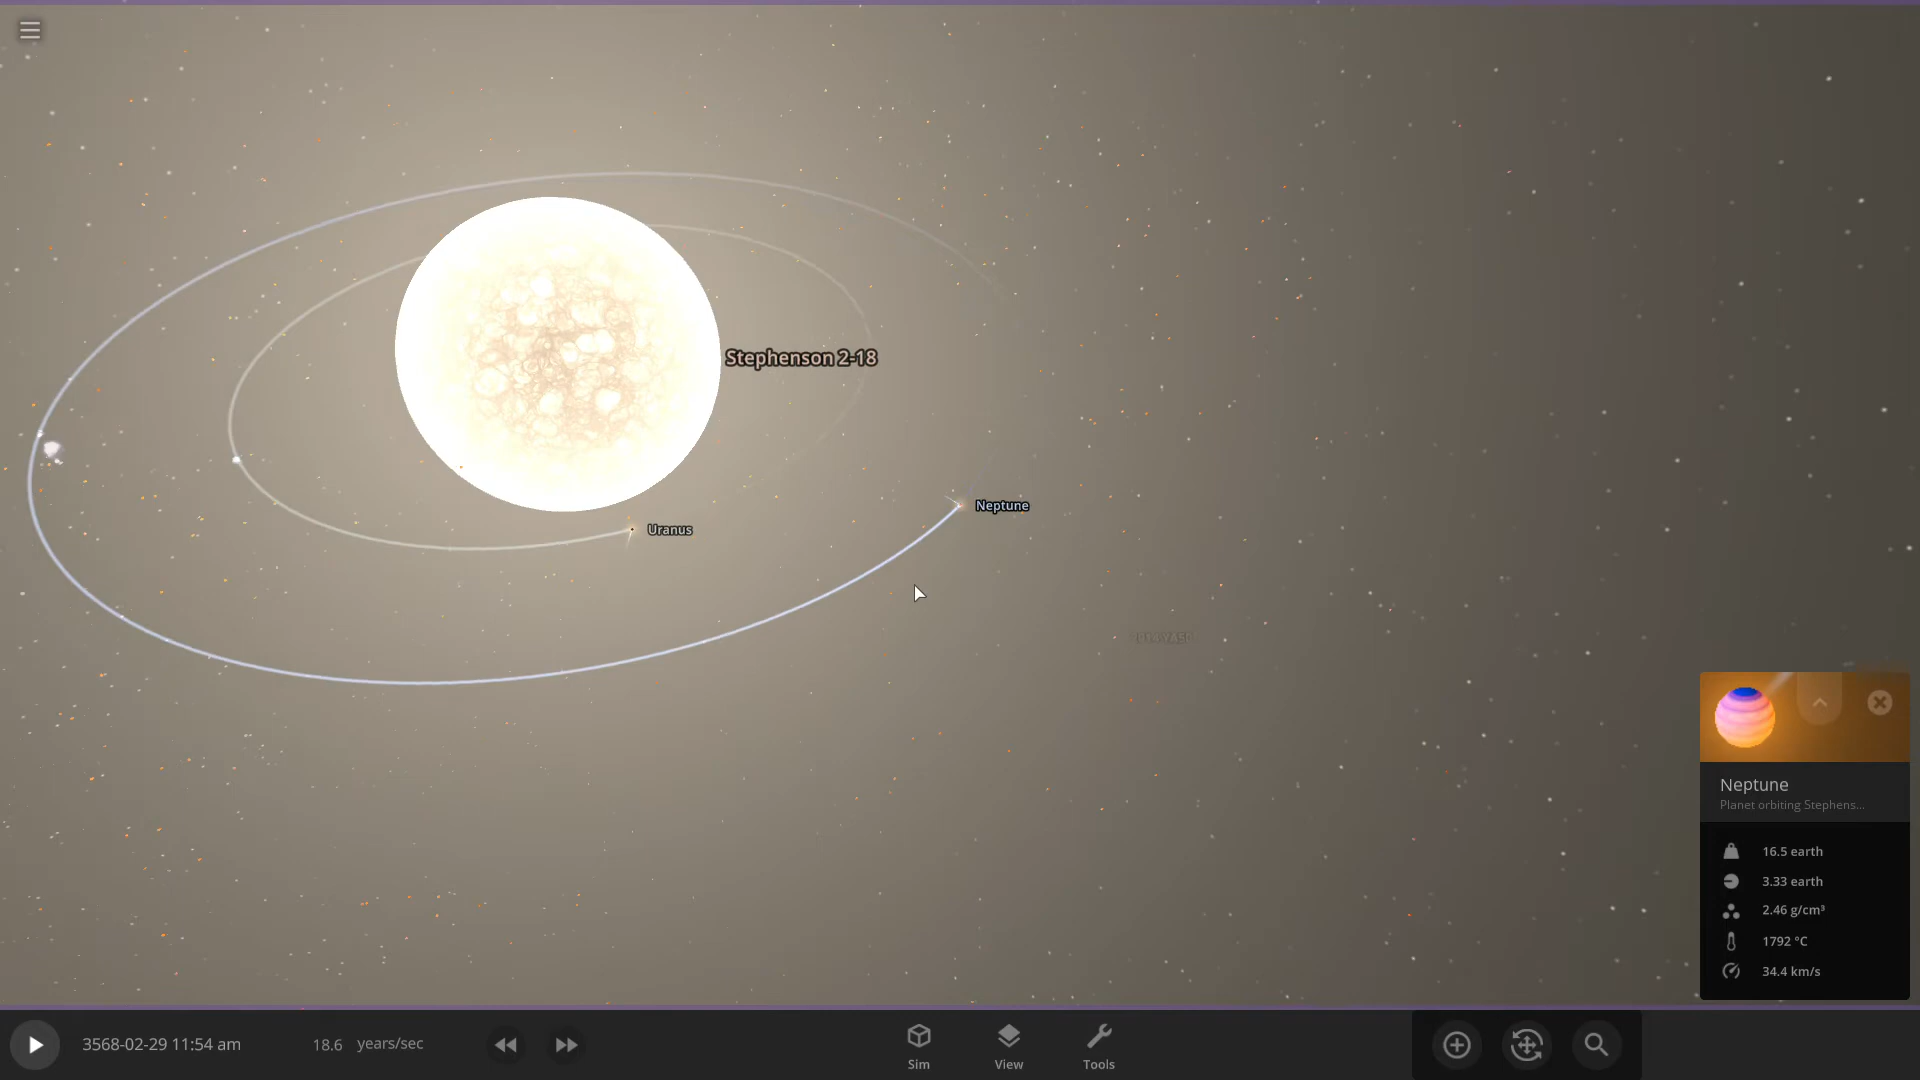 Stephenson 2-18
Neptune
Uranus
Neptune
Planet orbiting Stephens...
16.5 earth
3.33 earth
2.46 g/cm³
1792 °C
34.4 km/s
3568-02-29 11:54 am
18.6 years/sec
Sim
View
Tools